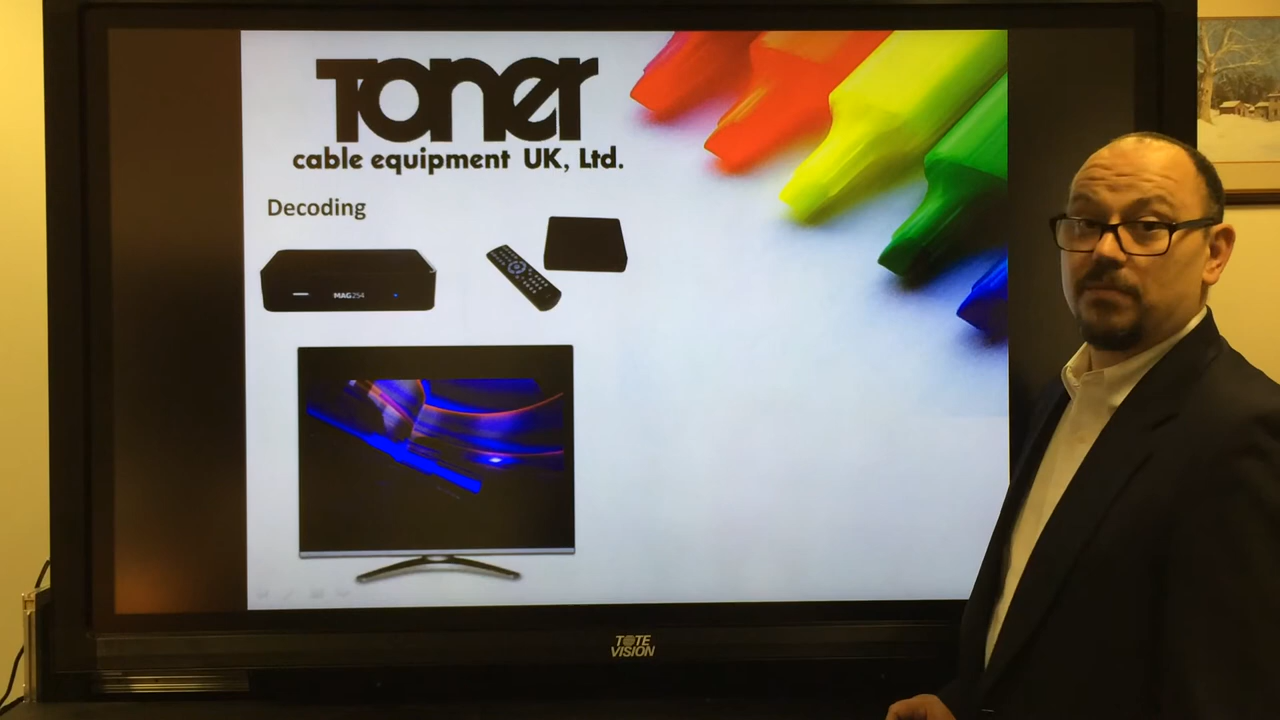 Toner
cable equipment UK, Ltd.
Decoding
MAG254
TOTE
VISION